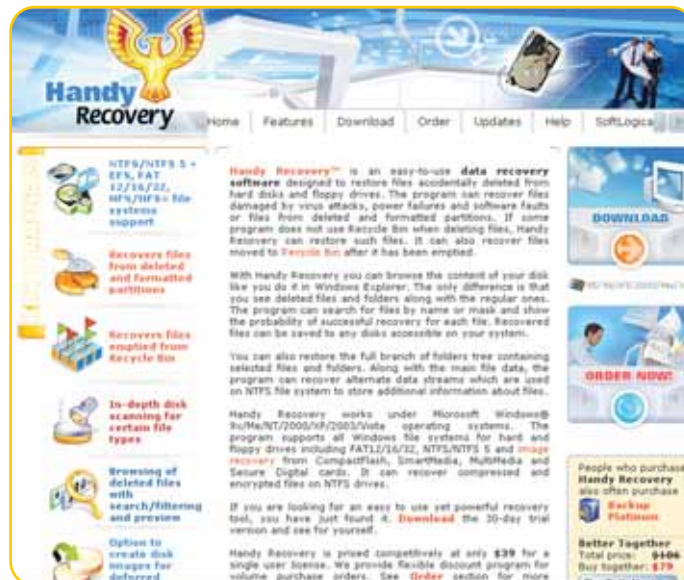 Handy
Recovery
Home
Features
Download
Order
Updates
Help
SoftLogica
NTFS/NTFS 5 +
EFS, FAT
12/16/32,
HFS/HFS+ file
systems
support
Recovers files
from deleted
and formatted
partitions
Recovers files
emptied from
Recycle Bin
In-depth disk
scanning for
certain file
types
Browsing of
deleted files
with
search/filtering
and preview
Option to
create disk
images for
deferred
Handy Recovery™ is an easy-to-use data recovery
software designed to restore files accidentally deleted from
hard disks and floppy drives. The program can recover files
damaged by virus attacks, power failures and software faults
or files from deleted and formatted partitions. If some
program does not use Recycle Bin when deleting files, Handy
Recovery can restore such files. It can also recover files
moved to Recycle Bin after it has been emptied.
With Handy Recovery you can browse the content of your disk
like you do it in Windows Explorer. The only difference is that
you see deleted files and folders along with the regular ones.
The program can search for files by name or mask and show
the probability of successful recovery for each file. Recovered
files can be saved to any disks accessible on your system.
You can also restore the full branch of folders tree containing
selected files and folders. Along with the main file data, the
program can recover alternate data streams which are used
on NTFS file system to store additional information about files.
Handy Recovery works under Microsoft Windows®
9x/Me/NT/2000/XP/2003/Vista operating systems. The
program supports all Windows file systems for hard and
floppy drives including FAT12/16/32, NTFS/NTFS 5 and image
recovery from CompactFlash, SmartMedia, MultiMedia and
Secure Digital cards. It can recover compressed and
encrypted files on NTFS drives.
If you are looking for an easy to use yet powerful recovery
tool, you have just found it. Download the 30-day trial
version and see for yourself.
Handy Recovery is priced competitively at only $39 for a
single user license. We provide flexible discount program for
volume purchase orders. See Order section for more
DOWNLOAD
ORDER NOW!
People who purchase
Handy Recovery
also often purchase
Backup
Platinum
Better Together
Total price: $106
Buy together: $79